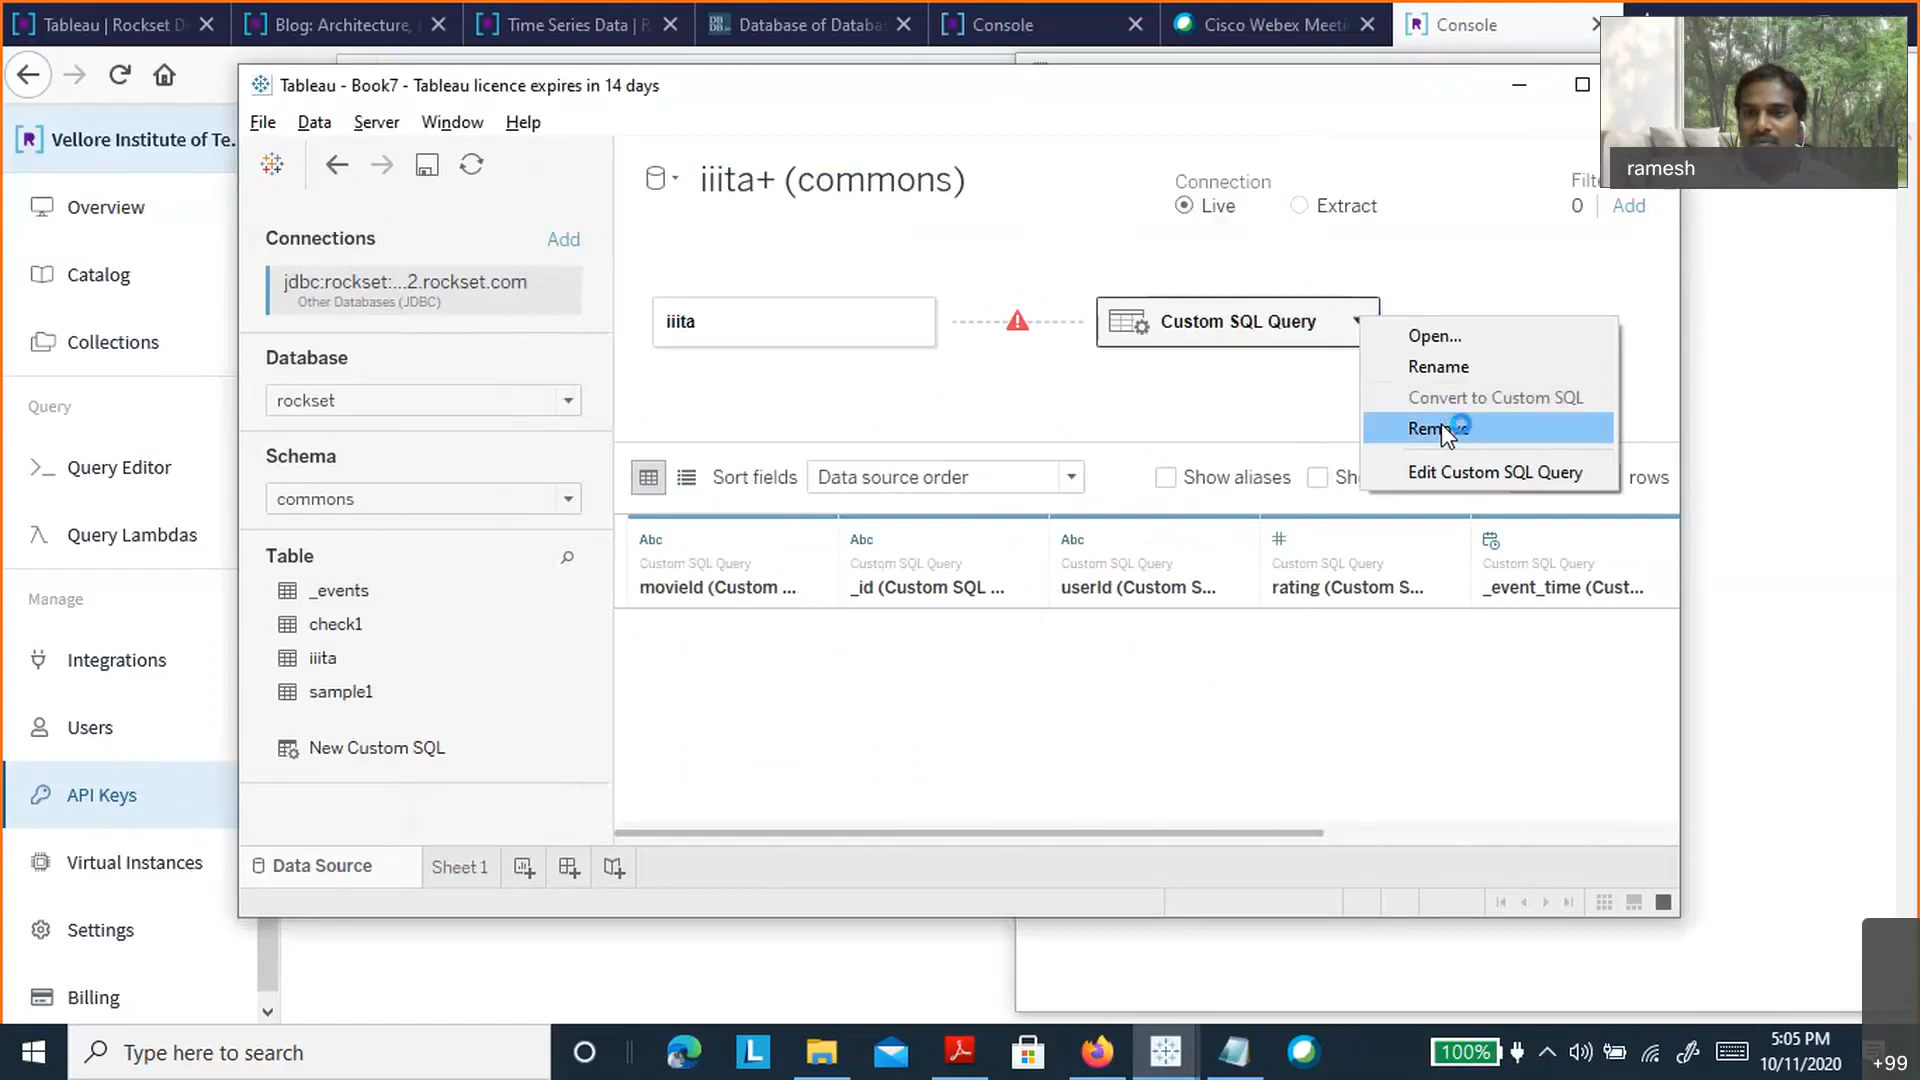 Tableau | Rockset D
Blog: Architecture,
Time Series Data | R
Database of Databa
Console
Cisco Webex Meeti
Console
ramesh
Vellore Institute of Te...
Overview
Catalog
Collections
Query
Query Editor
Query Lambdas
Manage
Integrations
Users
API Keys
Virtual Instances
Settings
Billing
Tableau - Book7 - Tableau licence expires in 14 days
File Data Server Window Help
Connections Add
jdbc:rockset:...2.rockset.com
Other Databases (JDBC)
Database
rockset
Schema
commons
Table
_events
check1
iiita
sample1
New Custom SQL
iiita+ (commons)
Connection
Live Extract
Filte
0 Add
iiita
Custom SQL Query
Open...
Rename
Convert to Custom SQL
Remove
Edit Custom SQL Query
Sort fields Data source order Show aliases Sh rows
Abc
Custom SQL Query
movieId (Custom ...
Abc
Custom SQL Query
_id (Custom SQL ...
Abc
Custom SQL Query
userId (Custom S...
#
Custom SQL Query
rating (Custom S...
Custom SQL Query
_event_time (Cust...
Data Source Sheet 1
Type here to search
100%
5:05 PM
10/11/2020
+99